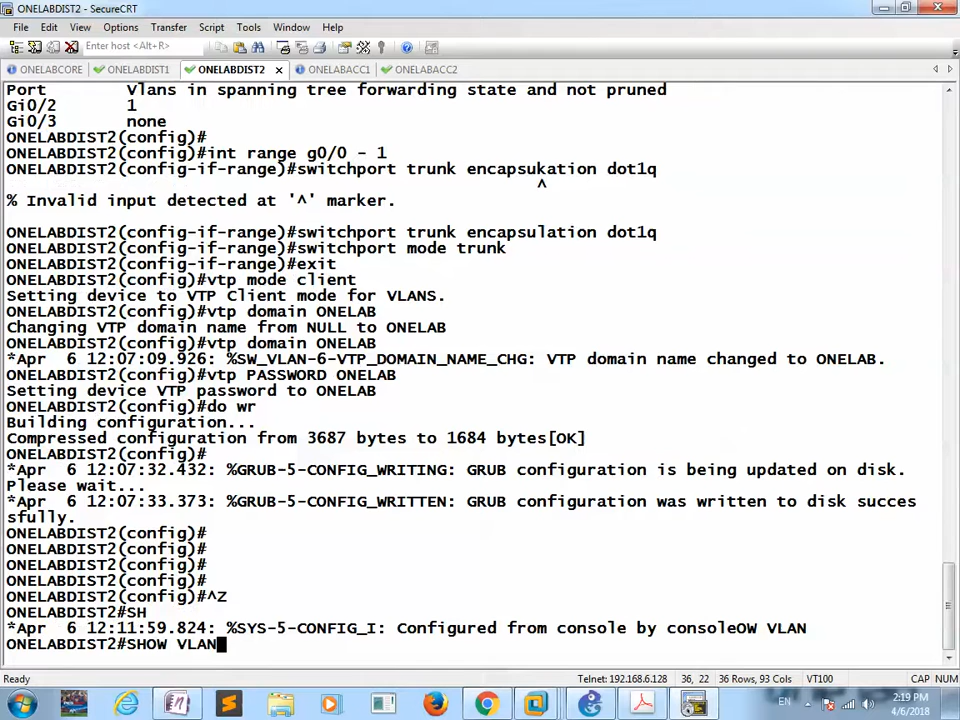 ONELABDIST2 - SecureCRT
File Edit View Options Transfer Script Tools Window Help
Enter host <Alt+R>
ONELABCORE ONELABDIST1 ONELABDIST2 ONELABACC1 ONELABACC2
Port Vlans in spanning tree forwarding state and not pruned
Gi0/2 1
Gi0/3 none
ONELABDIST2(config)#
ONELABDIST2(config)#int range g0/0 - 1
ONELABDIST2(config-if-range)#switchport trunk encapsukation dot1q
^
% Invalid input detected at '^' marker.
ONELABDIST2(config-if-range)#switchport trunk encapsulation dot1q
ONELABDIST2(config-if-range)#switchport mode trunk
ONELABDIST2(config-if-range)#exit
ONELABDIST2(config)#vtp mode client
Setting device to VTP Client mode for VLANS.
ONELABDIST2(config)#vtp domain ONELAB
Changing VTP domain name from NULL to ONELAB
ONELABDIST2(config)#vtp domain ONELAB
*Apr 6 12:07:09.926: %SW_VLAN-6-VTP_DOMAIN_NAME_CHG: VTP domain name changed to ONELAB.
ONELABDIST2(config)#vtp PASSWORD ONELAB
Setting device VTP password to ONELAB
ONELABDIST2(config)#do wr
Building configuration...
Compressed configuration from 3687 bytes to 1684 bytes[OK]
ONELABDIST2(config)#
*Apr 6 12:07:32.432: %GRUB-5-CONFIG_WRITING: GRUB configuration is being updated on disk.
Please wait...
*Apr 6 12:07:33.373: %GRUB-5-CONFIG_WRITTEN: GRUB configuration was written to disk succes
sfully.
ONELABDIST2(config)#
ONELABDIST2(config)#
ONELABDIST2(config)#
ONELABDIST2(config)#
ONELABDIST2(config)#^Z
ONELABDIST2#SH
*Apr 6 12:11:59.824: %SYS-5-CONFIG_I: Configured from console by consoleOW VLAN
ONELABDIST2#SHOW VLAN
Ready Telnet: 192.168.6.128 36, 22 36 Rows, 93 Cols VT100 CAP NUM
EN 2:19 PM
4/6/2018